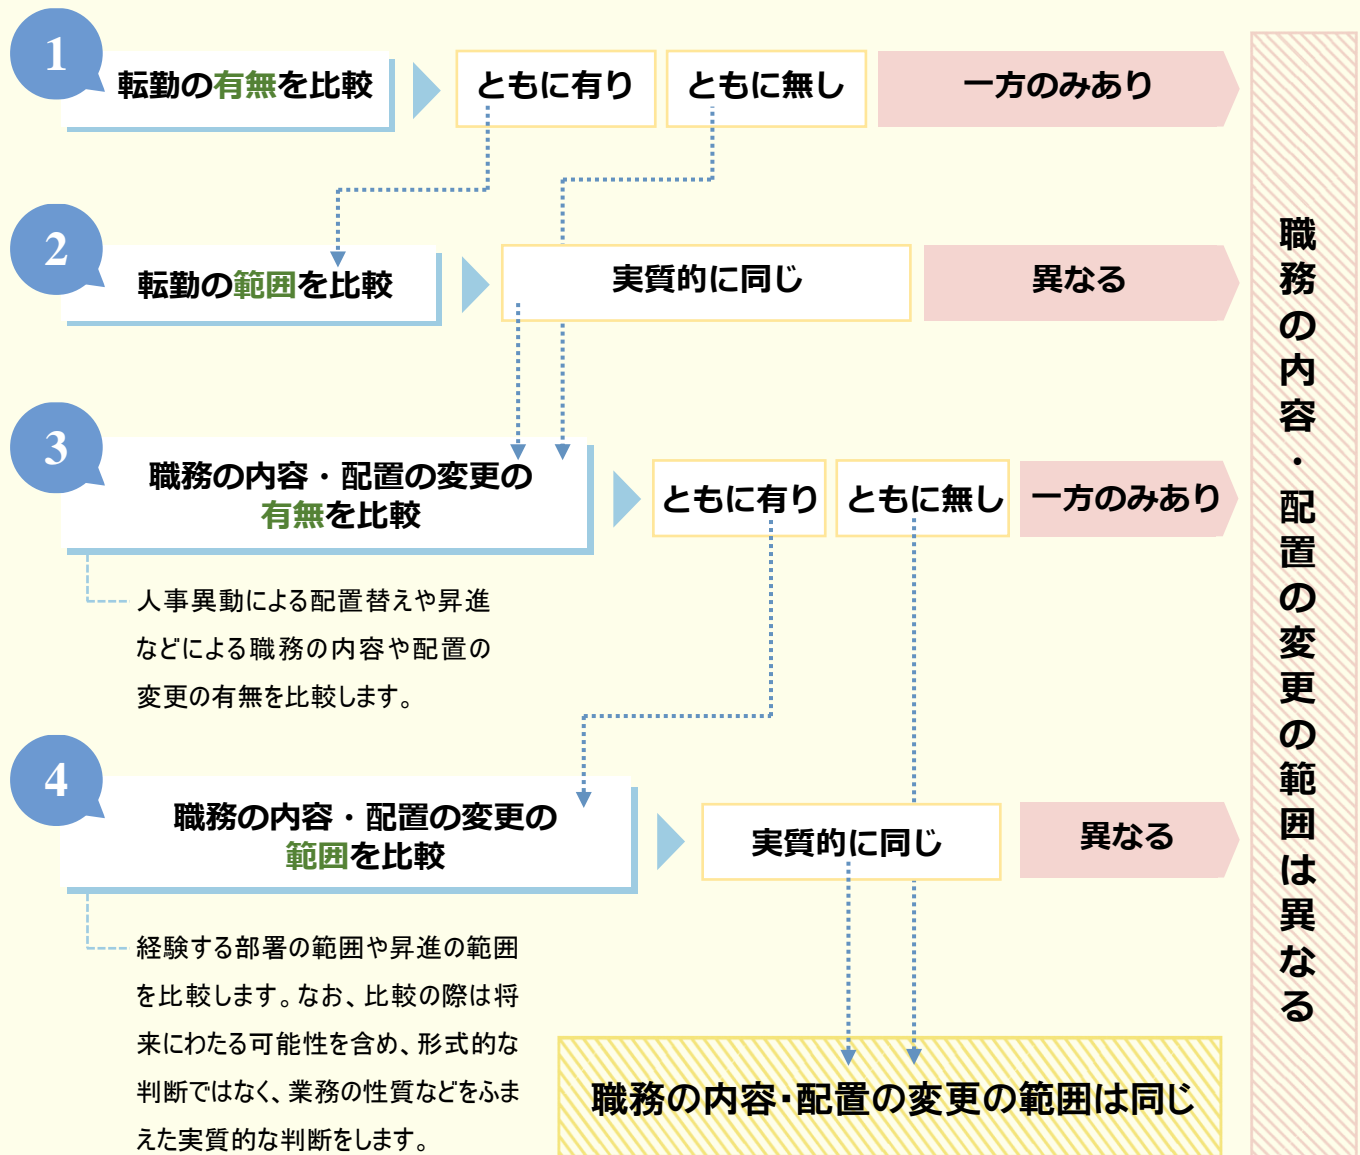 1
転勤の有無を比較
ともに有り
ともに無し
一方のみあり
2
転勤の範囲を比較
実質的に同じ
異なる
3
職務の内容・配置の変更の
有無を比較
ともに有り
ともに無し
一方のみあり
人事異動による配置替えや昇進
などによる職務の内容や配置の
変更の有無を比較します。
4
職務の内容・配置の変更の
範囲を比較
実質的に同じ
異なる
経験する部署の範囲や昇進の範囲
を比較します。なお、比較の際は将
来にわたる可能性を含め、形式的な
判断ではなく、業務の性質などをふま
えた実質的な判断をします。
職務の内容・配置の変更の範囲は同じ
職務の内容・配置の変更の範囲は異なる